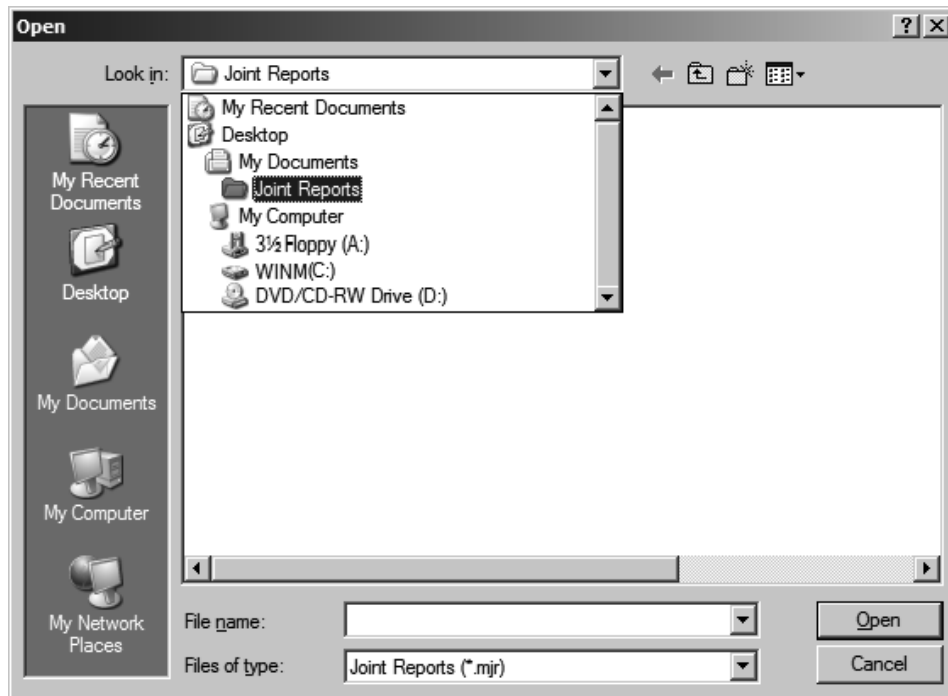 Open
Look in:
Joint Reports
My Recent Documents
Desktop
My Documents
Joint Reports
My Computer
3½ Floppy (A:)
WINM(C:)
DVD/CD-RW Drive (D:)
My Recent
Documents
Desktop
My Documents
My Computer
My Network
Places
File name:
Open
Files of type:
Joint Reports (*.mjr)
Cancel